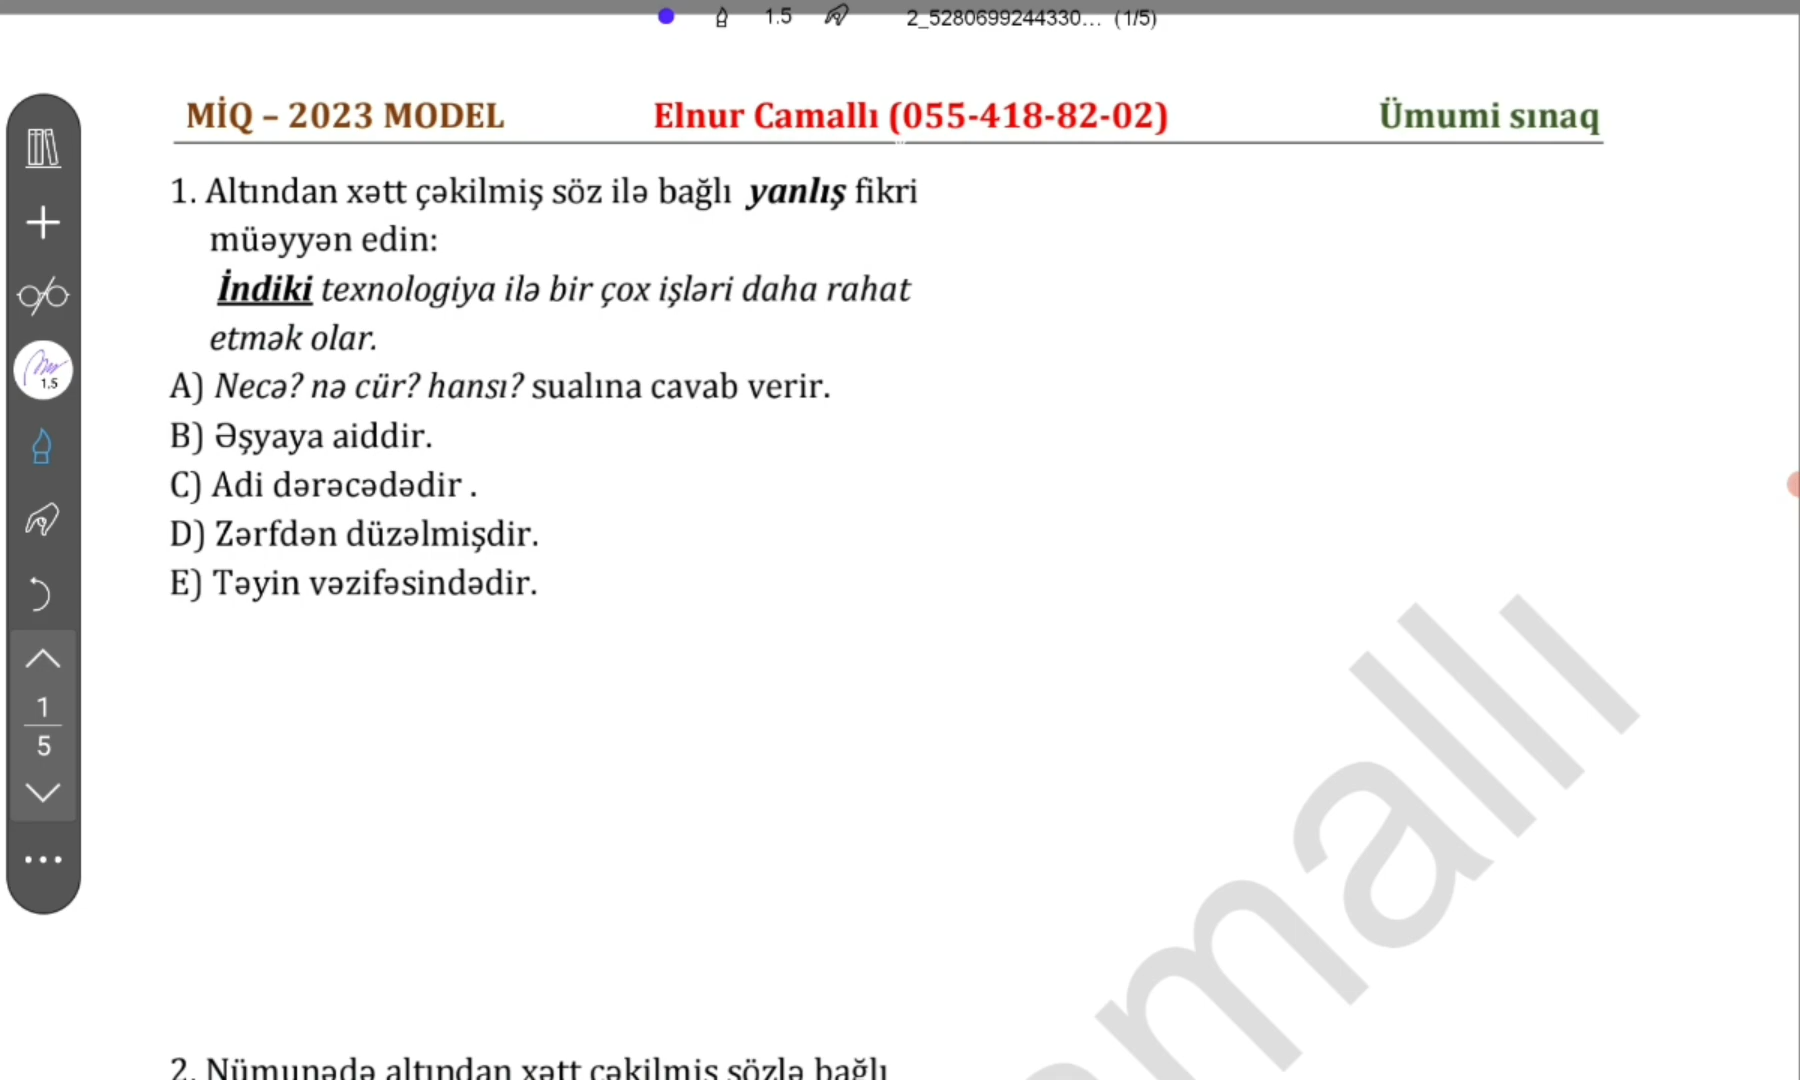 1.5 2_5280699244330... (1/5)
MİQ – 2023 MODEL Elnur Camallı (055-418-82-02) Ümumi sınaq
1. Altından xətt çəkilmiş söz ilə bağlı yanlış fikri
müəyyən edin:
İndiki texnologiya ilə bir çox işləri daha rahat
etmək olar.
A) Necə? nə cür? hansı? sualına cavab verir.
B) Əşyaya aiddir.
C) Adi dərəcədədir .
D) Zərfdən düzəlmişdir.
E) Təyin vəzifəsindədir.
1.5
1
5
2. Nümunədə altından xətt çəkilmiş sözlə bağlı
mallı